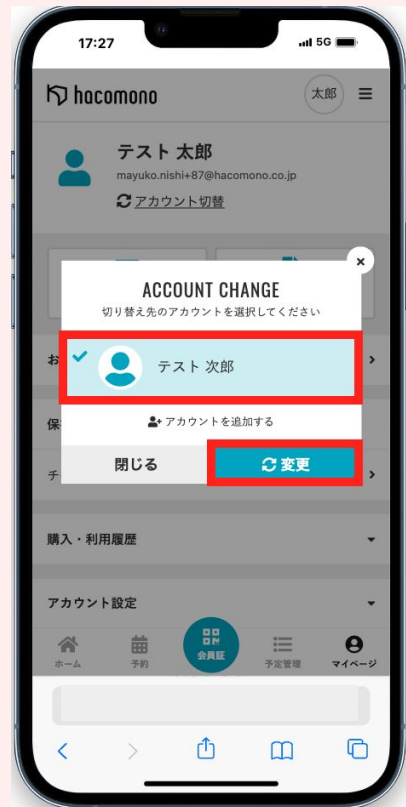 17:27
5G
hacomono
太郎
テスト 太郎
mayuko.nishi+87@hacomono.co.jp
アカウント切替
ACCOUNT CHANGE
切り替え先のアカウントを選択してください
お
テスト 次郎
保
アカウントを追加する
チ
閉じる
変更
購入・利用履歴
アカウント設定
ホーム
予約
会員証
予定管理
マイページ